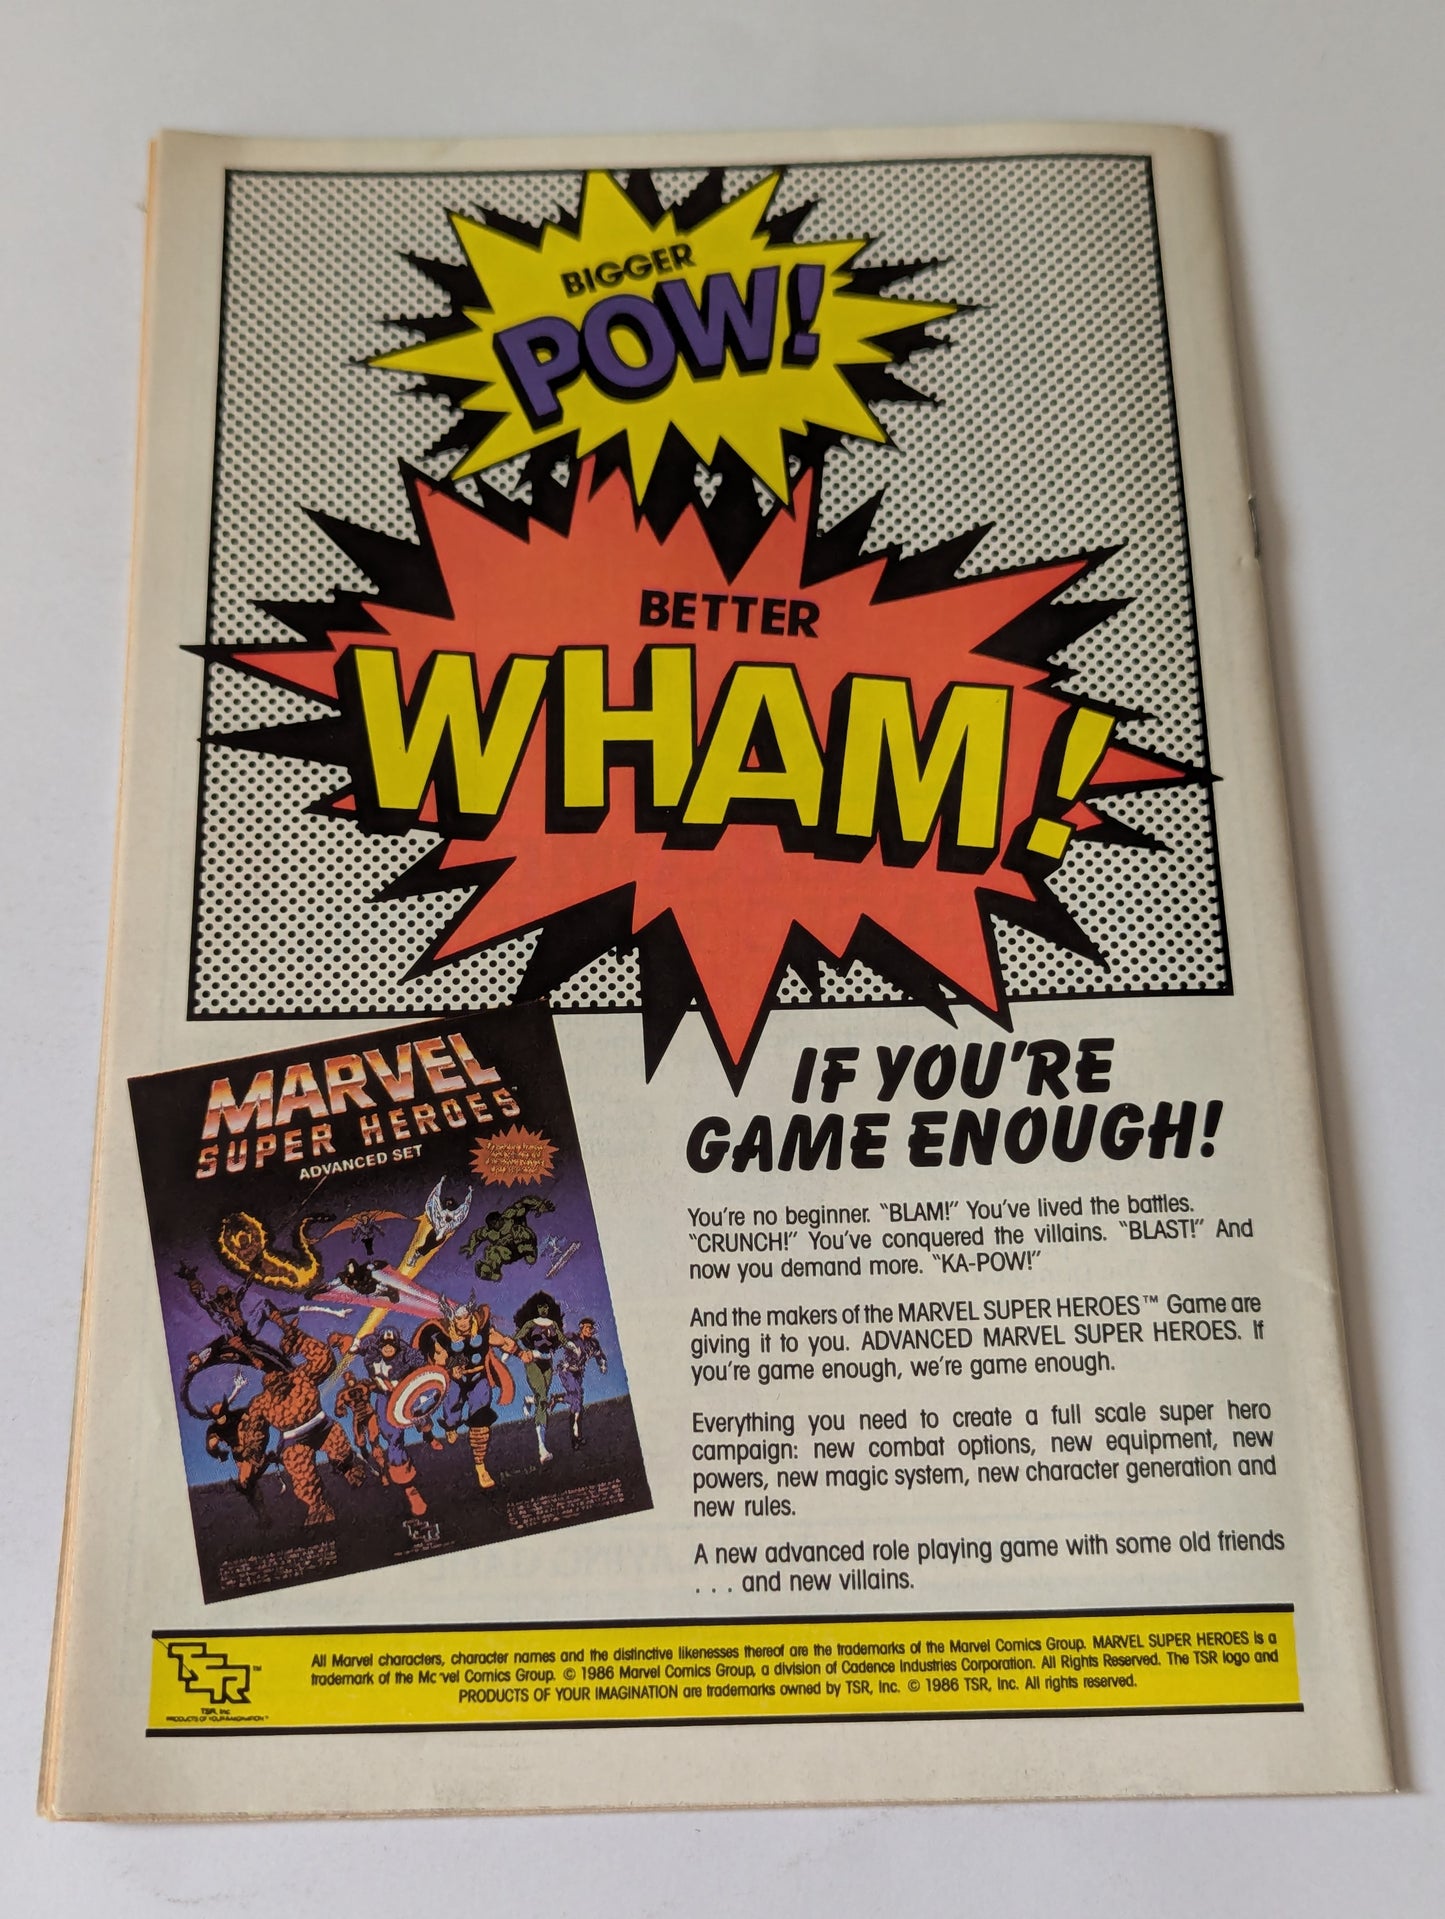 BIGGER
POW!
BETTER
WHAM!
MARVEL
SUPER HEROES™
ADVANCED SET
IF YOU'RE
GAME ENOUGH!
You're no beginner. "BLAM!" You've lived the battles.
"CRUNCH!" You've conquered the villains. "BLAST!" And
now you demand more. "KA-POW!"
And the makers of the MARVEL SUPER HEROES™ Game are
giving it to you. ADVANCED MARVEL SUPER HEROES. If
you're game enough, we're game enough.
Everything you need to create a full scale super hero
campaign: new combat options, new equipment, new
powers, new magic system, new character generation and
new rules.
A new advanced role playing game with some old friends
. . . and new villains.
TSR™
TSR, Inc.
PRODUCTS OF YOUR IMAGINATION™
All Marvel characters, character names and the distinctive likenesses thereof are the trademarks of the Marvel Comics Group. MARVEL SUPER HEROES is a
trademark of the Mc vel Comics Group. © 1986 Marvel Comics Group, a division of Cadence Industries Corporation. All Rights Reserved. The TSR logo and
PRODUCTS OF YOUR IMAGINATION are trademarks owned by TSR, Inc. © 1986 TSR, Inc. All rights reserved.